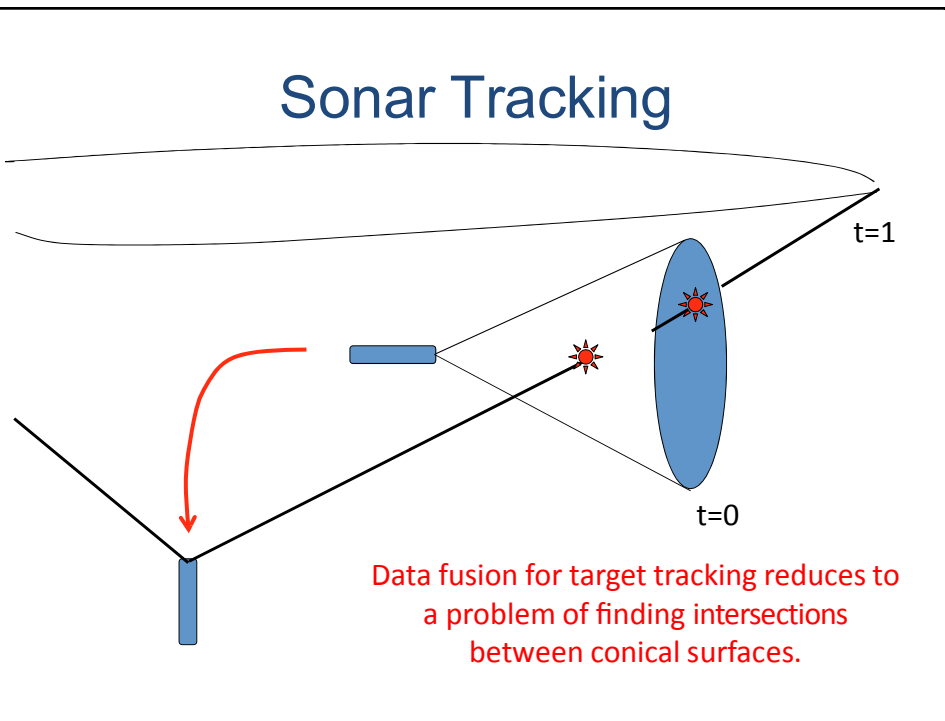 Sonar Tracking
t=1
t=0
Data fusion for target tracking reduces to
a problem of finding intersections
between conical surfaces.